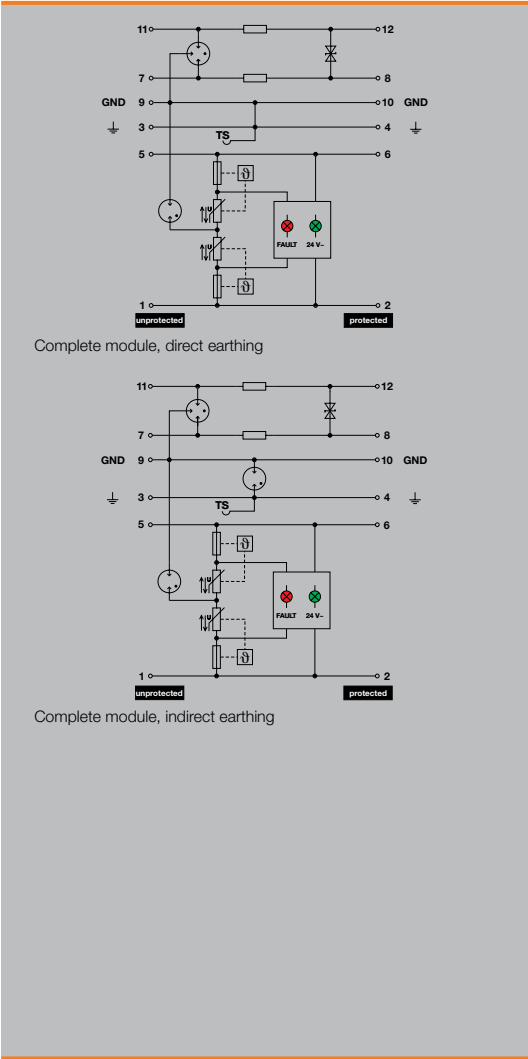 11 12
7 8
GND 9 10 GND
3 4
TS
5 6
ϑ
U
U
FAULT 24 V~
ϑ
1 2
unprotected protected
Complete module, direct earthing
11 12
7 8
GND 9 10 GND
3 4
TS
5 6
ϑ
U
U
FAULT 24 V~
ϑ
1 2
unprotected protected
Complete module, indirect earthing